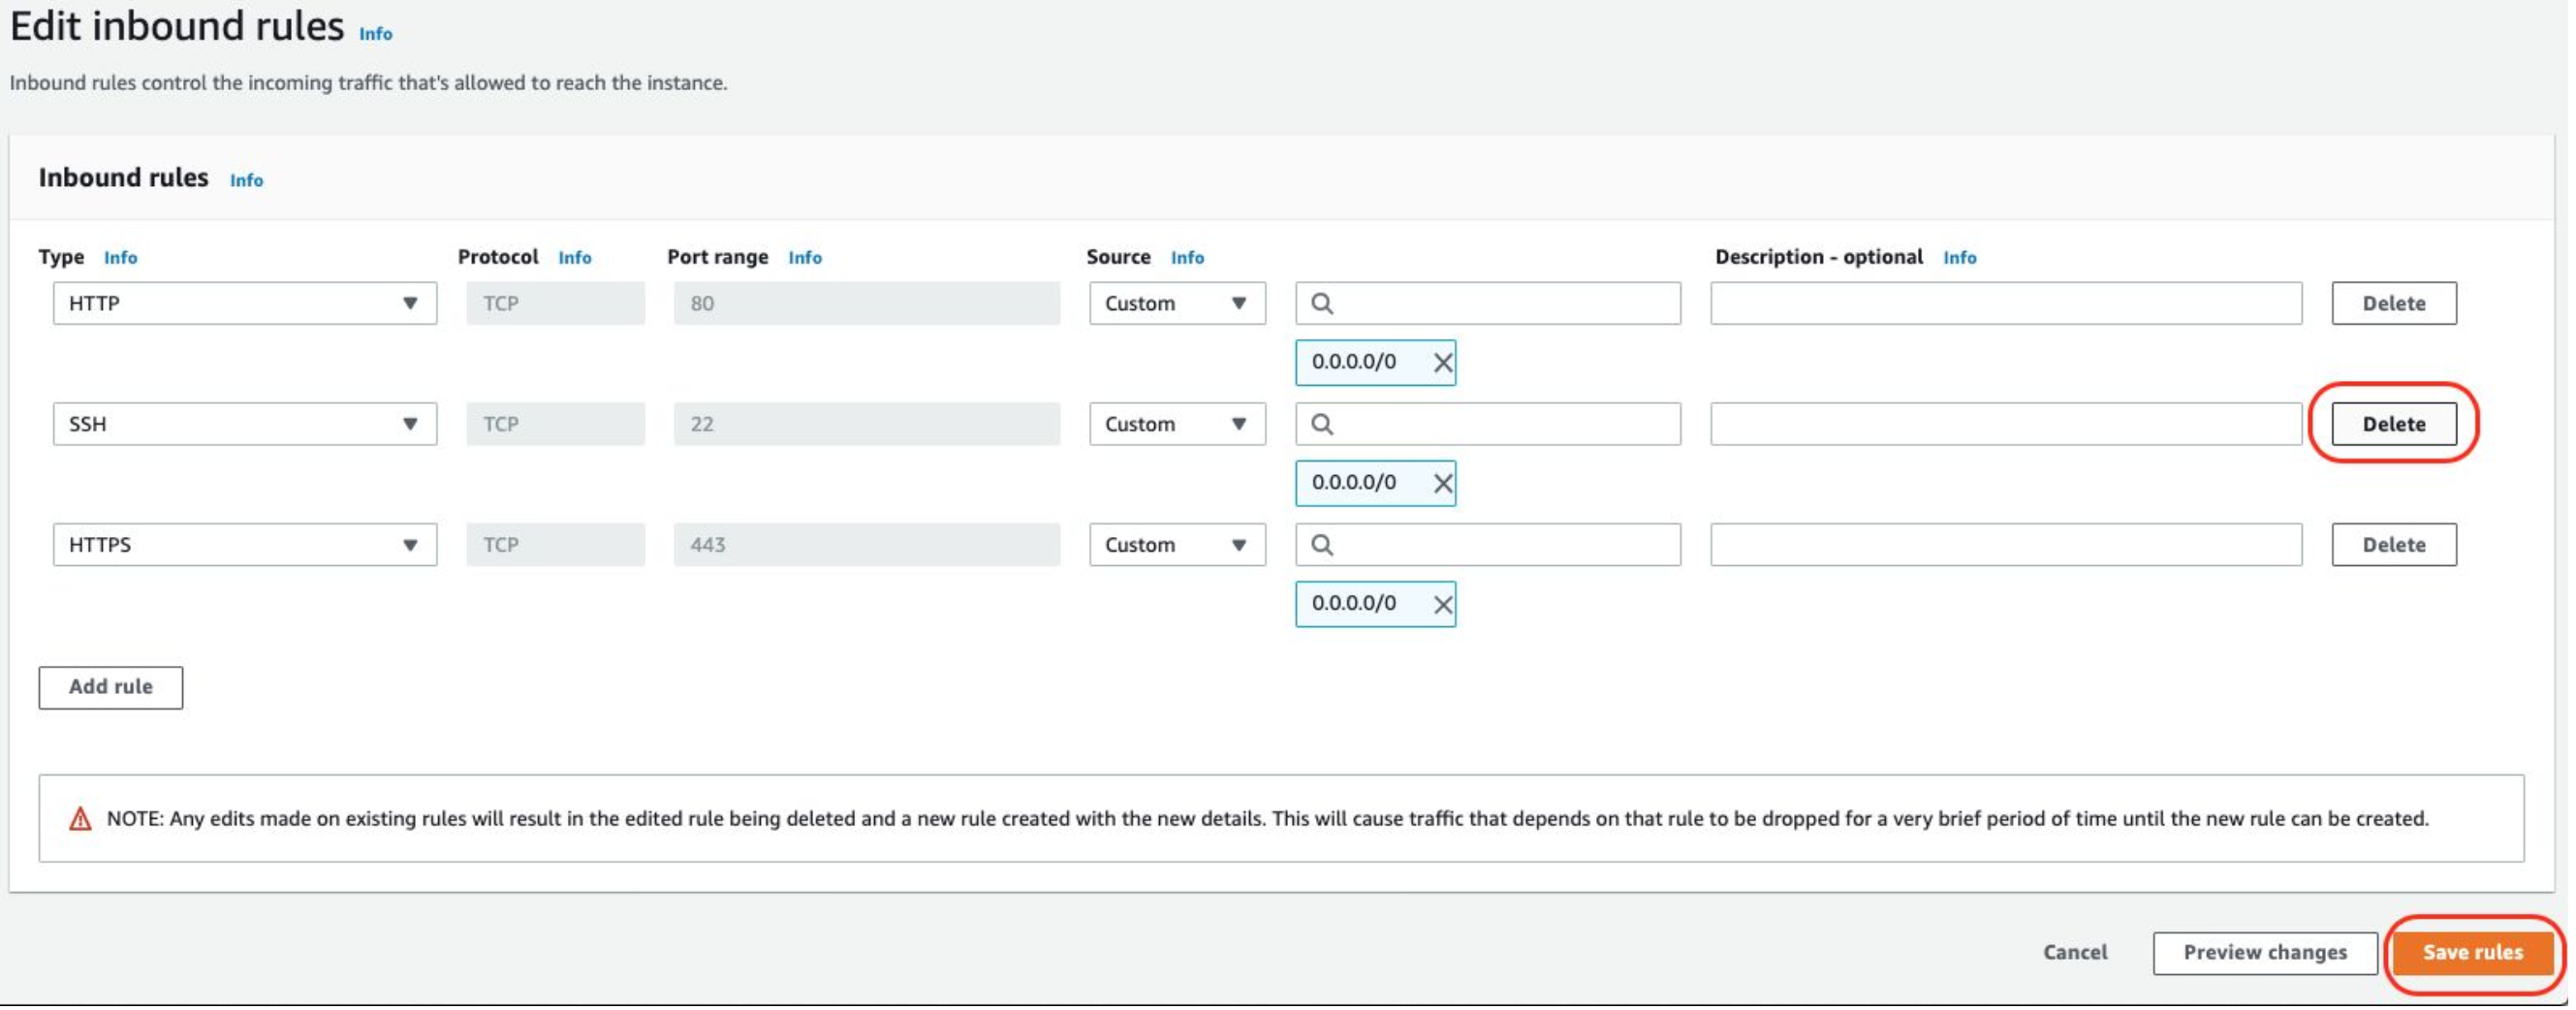 Edit inbound rules Info
Inbound rules control the incoming traffic that's allowed to reach the instance.
Inbound rules Info
Type Info Protocol Info Port range Info Source Info Description - optional Info
HTTP TCP 80 Custom Delete
0.0.0.0/0
SSH TCP 22 Custom Delete
0.0.0.0/0
HTTPS TCP 443 Custom Delete
0.0.0.0/0
Add rule
NOTE: Any edits made on existing rules will result in the edited rule being deleted and a new rule created with the new details. This will cause traffic that depends on that rule to be dropped for a very brief period of time until the new rule can be created.
Cancel Preview changes Save rules